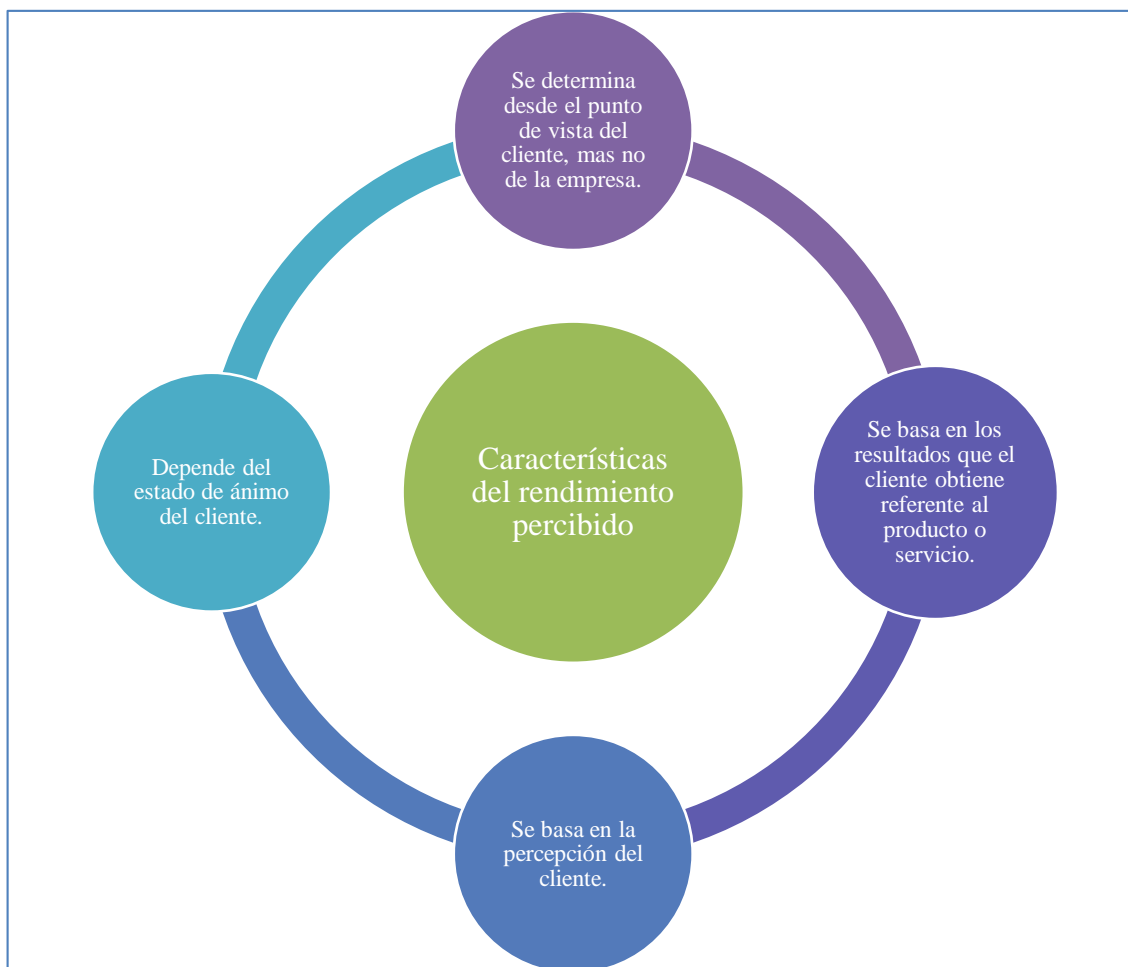 Se determina
desde el punto
de vista del
cliente, mas no
de la empresa.
Características
del rendimiento
percibido
Se basa en los
resultados que el
cliente obtiene
referente al
producto o
servicio.
Depende del
estado de ánimo
del cliente.
Se basa en la
percepción del
cliente.